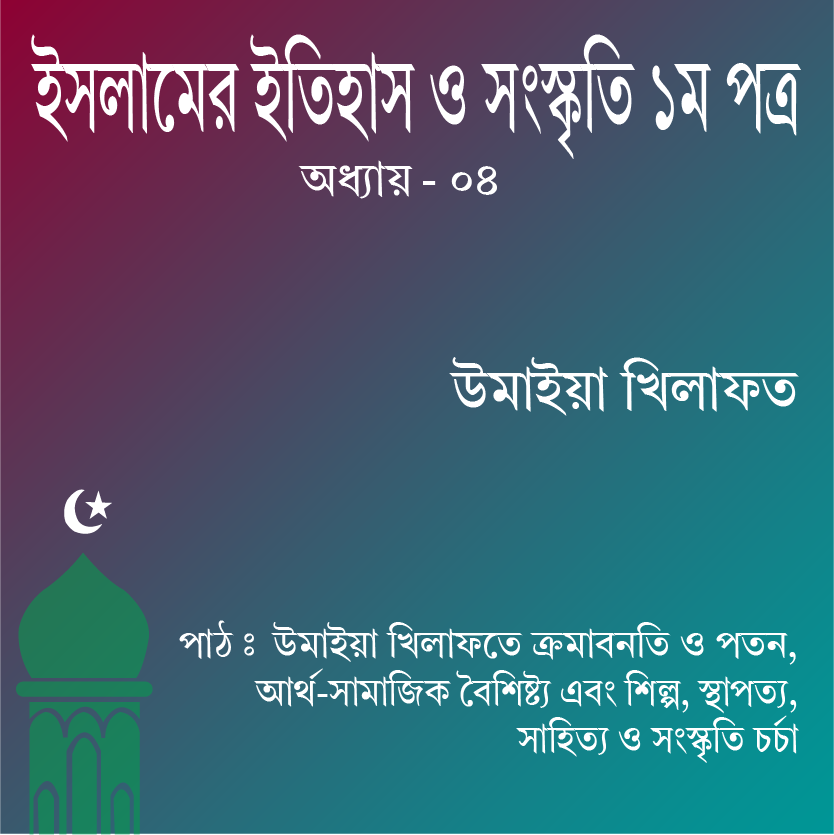 ইসলামের ইতিহাস ও সংস্কৃতি ১ম পত্র
অধ্যায় - ০৪
উমাইয়া খিলাফত
পাঠ ঃ উমাইয়া খিলাফতে ক্রমাবনতি ও পতন,
আর্থ-সামাজিক বৈশিষ্ট্য এবং শিল্প, স্থাপত্য,
সাহিত্য ও সংস্কৃতি চর্চা